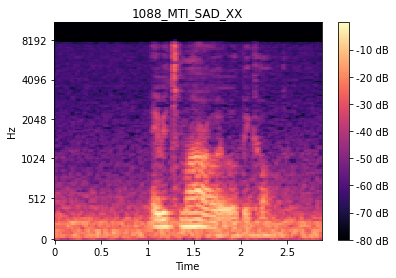 1088_MTI_SAD_XX
8192
4096
2048
1024
512
0
Hz
0 0.5 1 1.5 2 2.5
Time
-10 dB
-20 dB
-30 dB
-40 dB
-50 dB
-60 dB
-70 dB
-80 dB